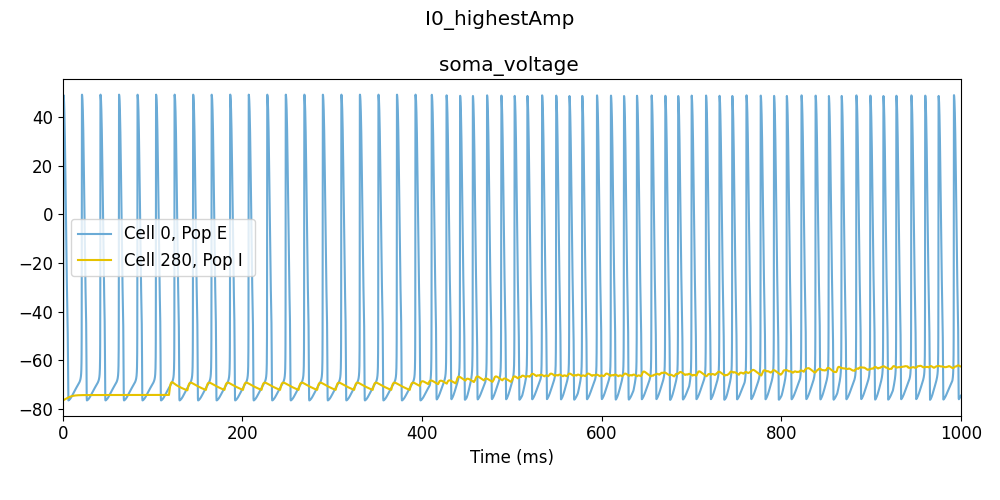 I0_highestAmp
soma_voltage
40
20
0
−20
−40
−60
−80
Cell 0, Pop E
Cell 280, Pop I
0 200 400 600 800 1000
Time (ms)